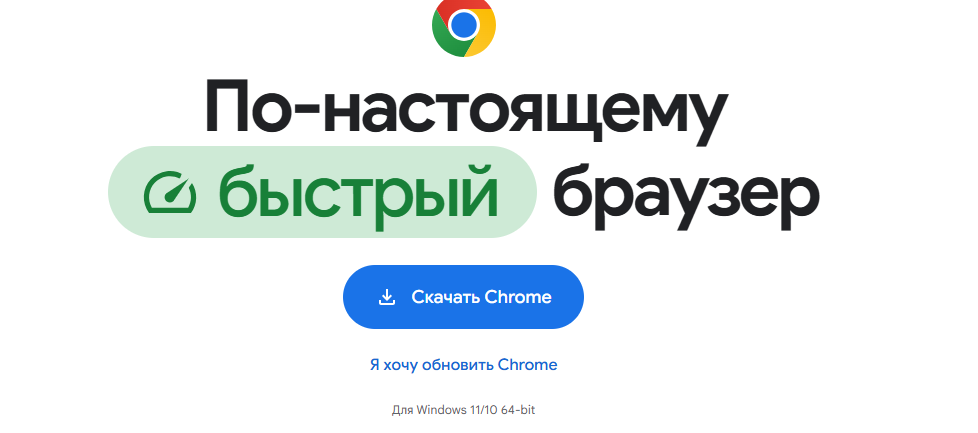 По-настоящему
быстрый браузер
Скачать Chrome
Я хочу обновить Chrome
Для Windows 11/10 64-bit